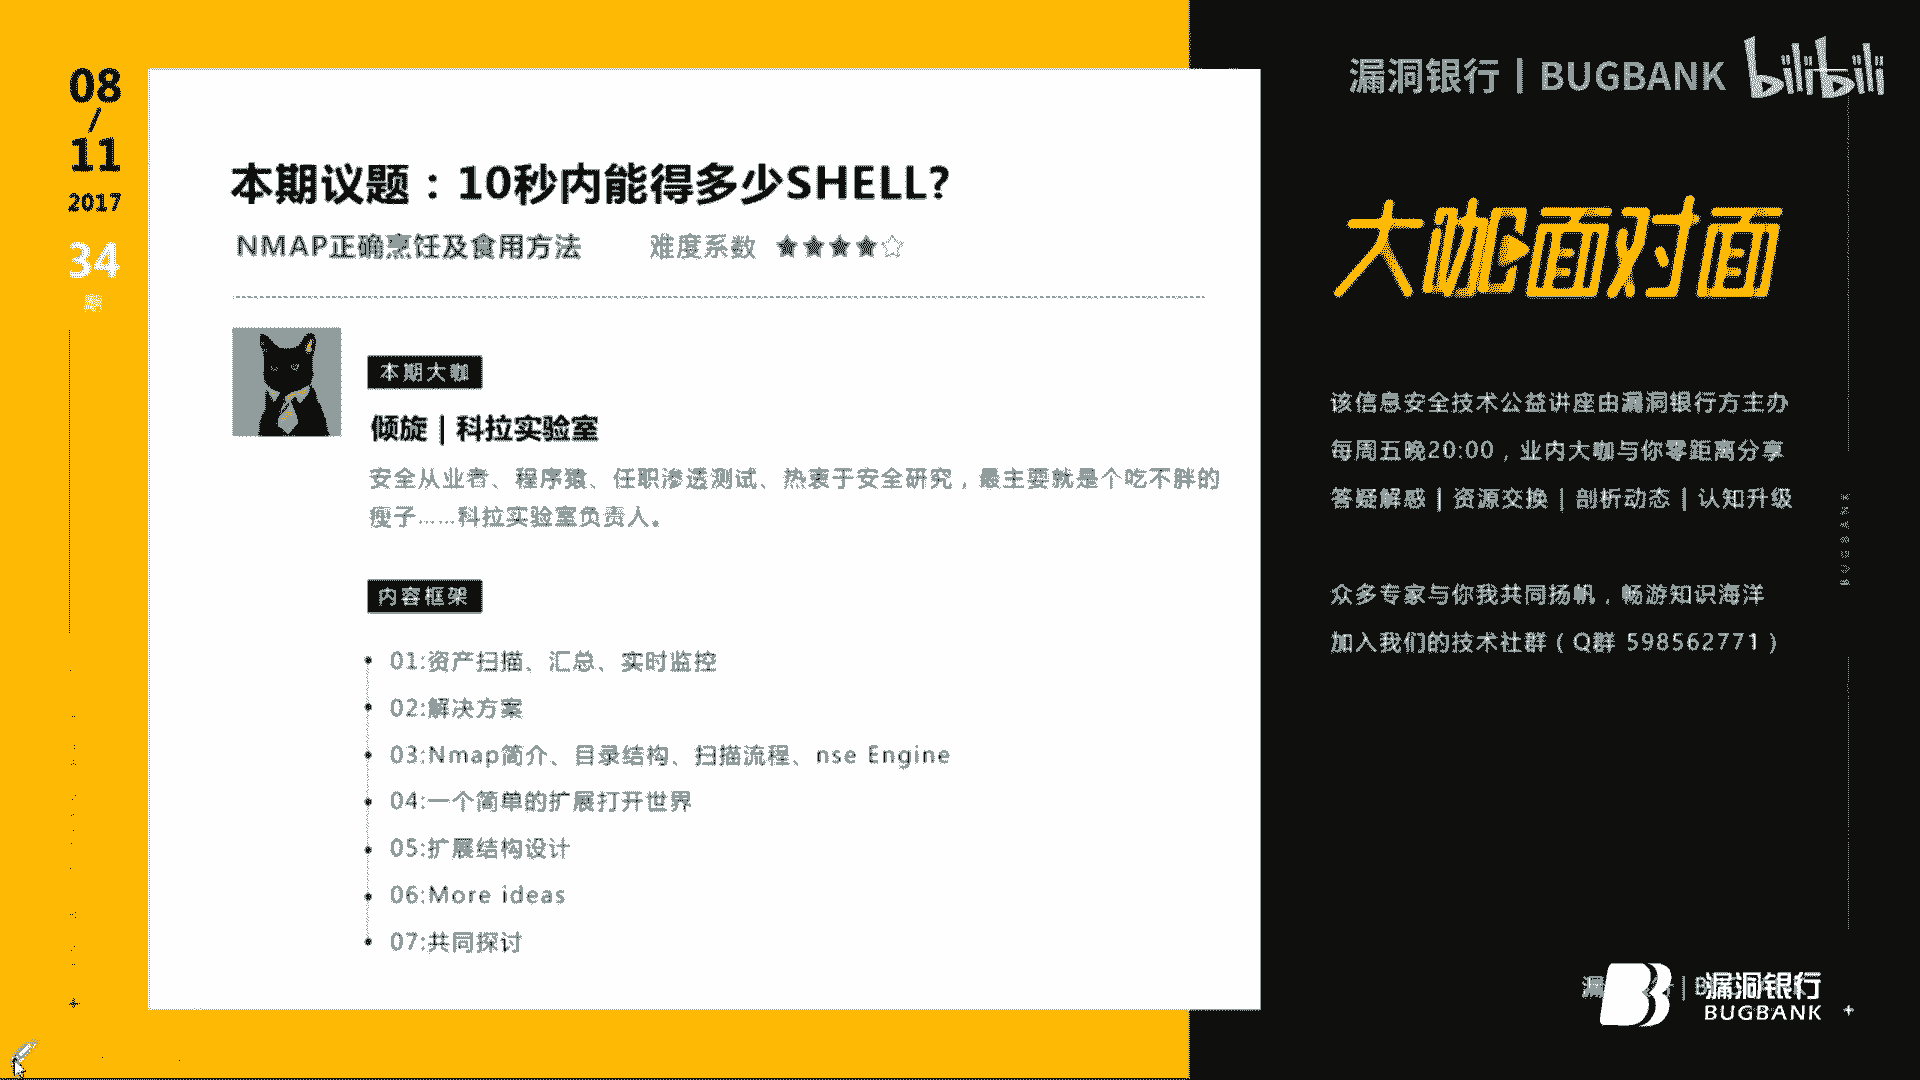 08
/
11
2017
34
期
本期议题：10秒内能得多少SHELL?
NMAP正确烹饪及食用方法 难度系数 ★★★★☆
本期大咖
倾旋 | 科拉实验室
安全从业者、程序猿、任职渗透测试、热衷于安全研究，最主要就是个吃不胖的
瘦子……科拉实验室负责人。
内容框架
01:资产扫描、汇总、实时监控
02:解决方案
03:Nmap简介、目录结构、扫描流程、nse Engine
04:一个简单的扩展打开世界
05:扩展结构设计
06:More ideas
07:共同探讨
漏洞银行 | BUGBANK bilibili
大咖面对面
该信息安全技术公益讲座由漏洞银行方主办
每周五晚20:00，业内大咖与你零距离分享
答疑解惑 | 资源交换 | 剖析动态 | 认知升级
众多专家与你我共同扬帆，畅游知识海洋
加入我们的技术社群（Q群 598562771）
BUGBANK
漏洞银行
BUGBANK